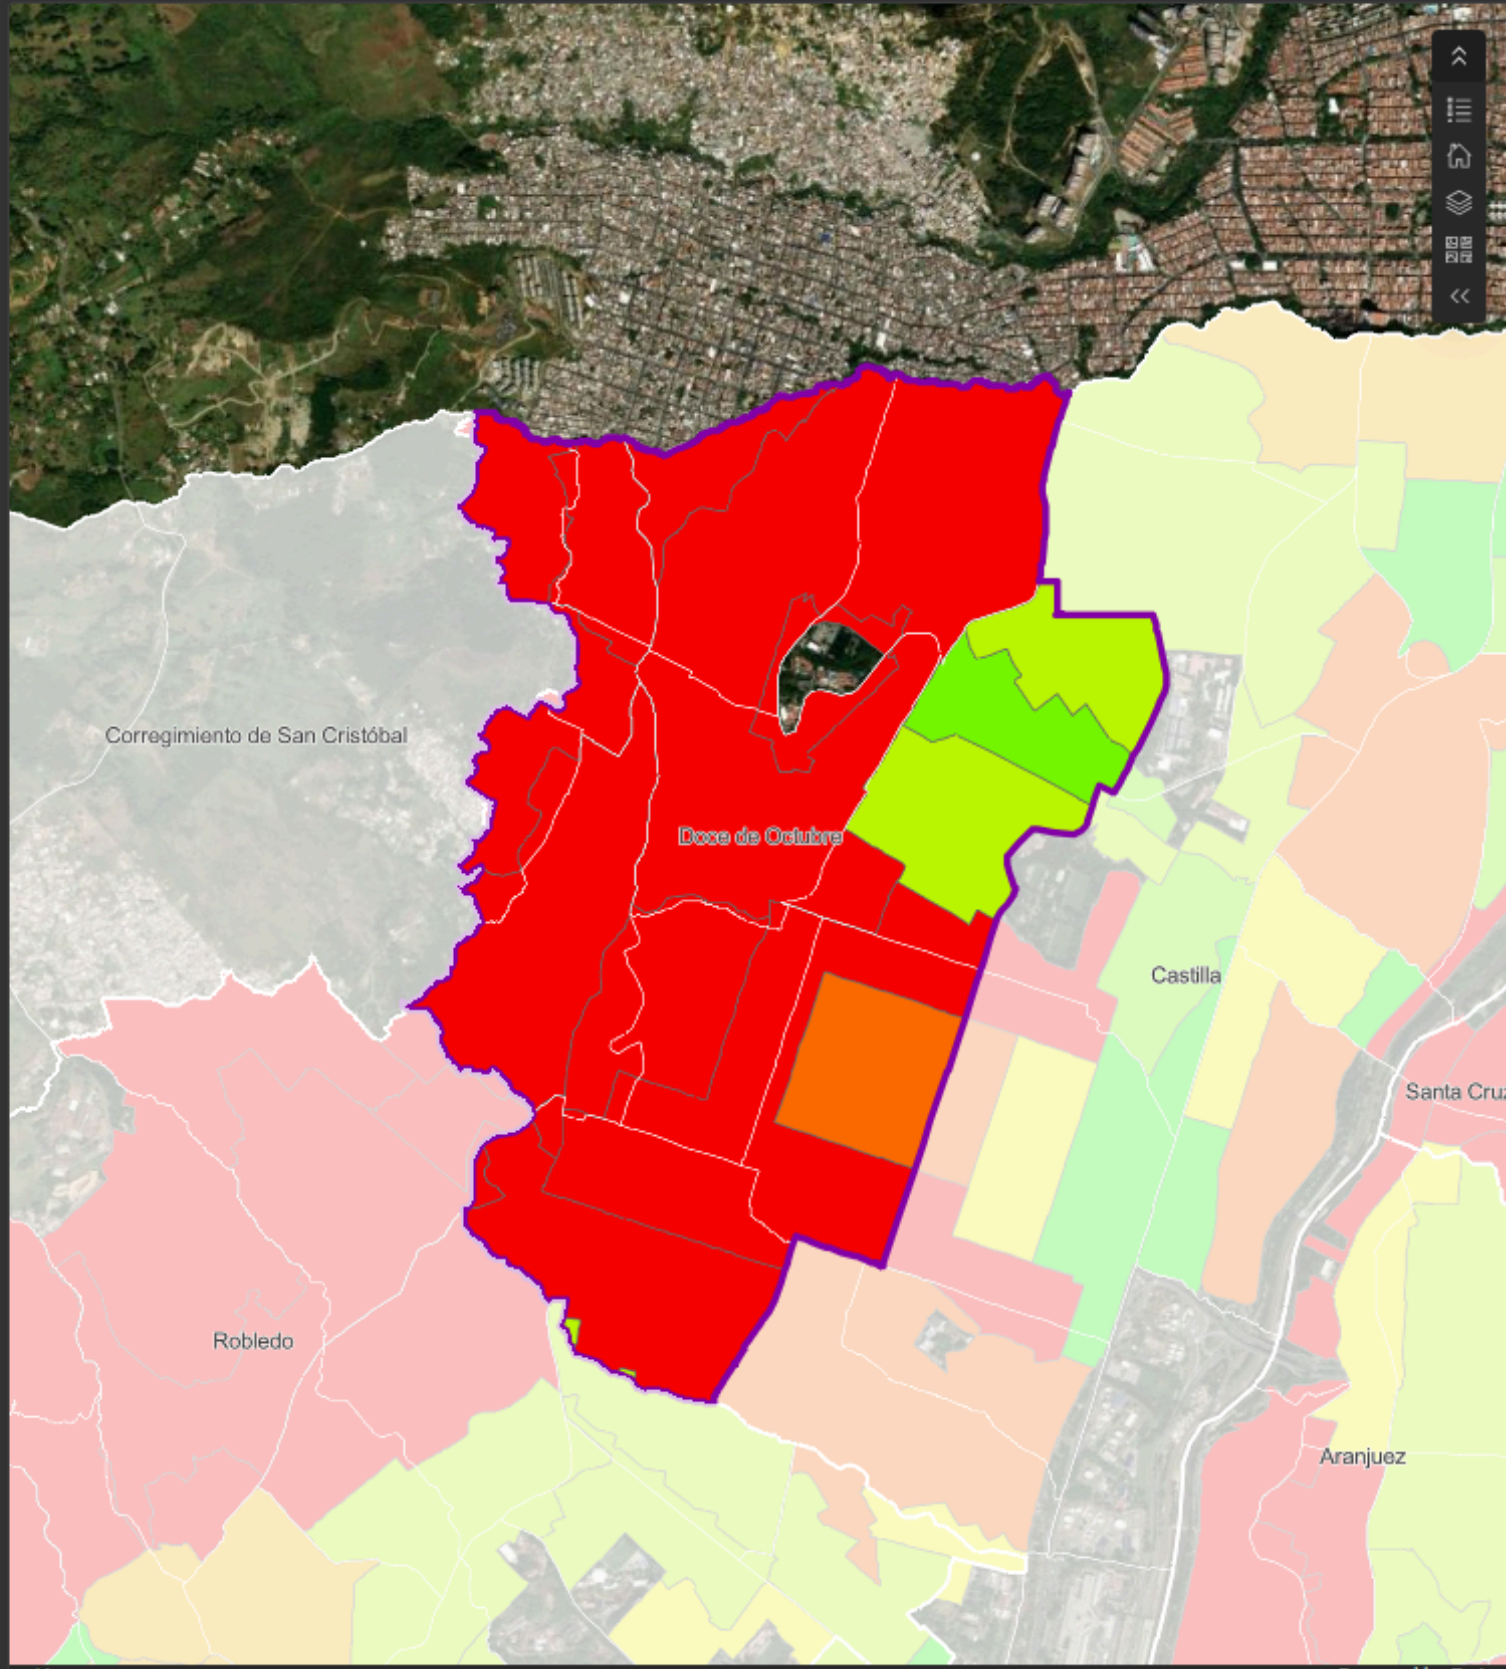 Corregimiento de San Cristóbal
Doce de Octubre
Castilla
Santa Cruz
Robledo
Aranjuez